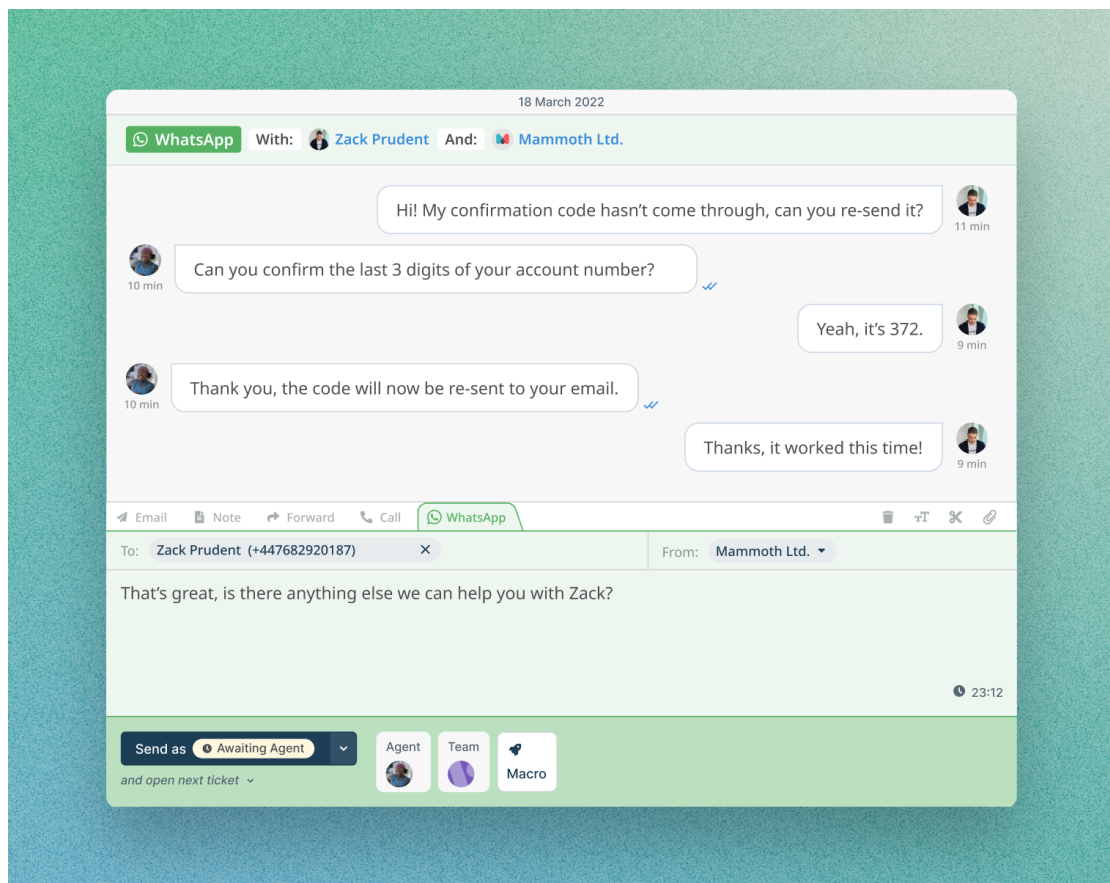 18 March 2022
WhatsApp With: Zack Prudent And: Mammoth Ltd.
Hi! My confirmation code hasn’t come through, can you re-send it?
11 min
Can you confirm the last 3 digits of your account number?
10 min
Yeah, it’s 372.
9 min
Thank you, the code will now be re-sent to your email.
10 min
Thanks, it worked this time!
9 min
Email Note Forward Call WhatsApp
To: Zack Prudent (+447682920187) From: Mammoth Ltd.
That’s great, is there anything else we can help you with Zack?
23:12
Send as Awaiting Agent
and open next ticket
Agent
Team
Macro